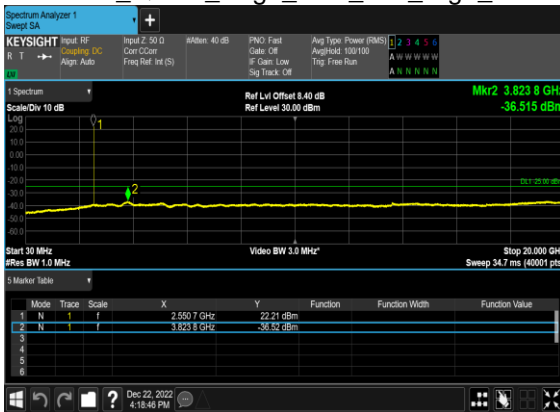 Spectrum Analyzer 1
Swept SA
+
KEYSIGHT Input: RF Input Z: 50 Ω #Atten: 40 dB PNO: Fast Avg Type: Power (RMS) 1 2 3 4 5 6
R T Coupling: DC Corr CCorr Gate: Off Avg|Hold: 100/100 A W W W W W
Align: Auto Freq Ref: Int (S) IF Gain: Low Trig: Free Run A N N N N N
Sig Track: Off
1 Spectrum Ref Lvl Offset 8.40 dB Mkr2 3.823 8 GHz
Scale/Div 10 dB Ref Level 30.00 dBm -36.515 dBm
Log
20.0
10.0
0.00
-10.0
-20.0
-30.0
-40.0
-50.0
-60.0
1
2
DL1 -25.00 dBm
Start 30 MHz Video BW 3.0 MHz* Stop 20.000 GHz
#Res BW 1.0 MHz Sweep 34.7 ms (40001 pts)
5 Marker Table
Mode Trace Scale X Y Function Function Width Function Value
1 N 1 f 2.550 7 GHz 22.21 dBm
2 N 1 f 3.823 8 GHz -36.52 dBm
3
4
5
6
? Dec 22, 2022
4:18:46 PM